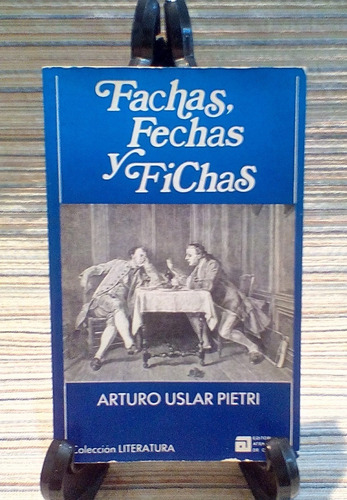 Fachas,
Fechas
y FiChas
ARTURO USLAR PIETRI
Colección LITERATURA